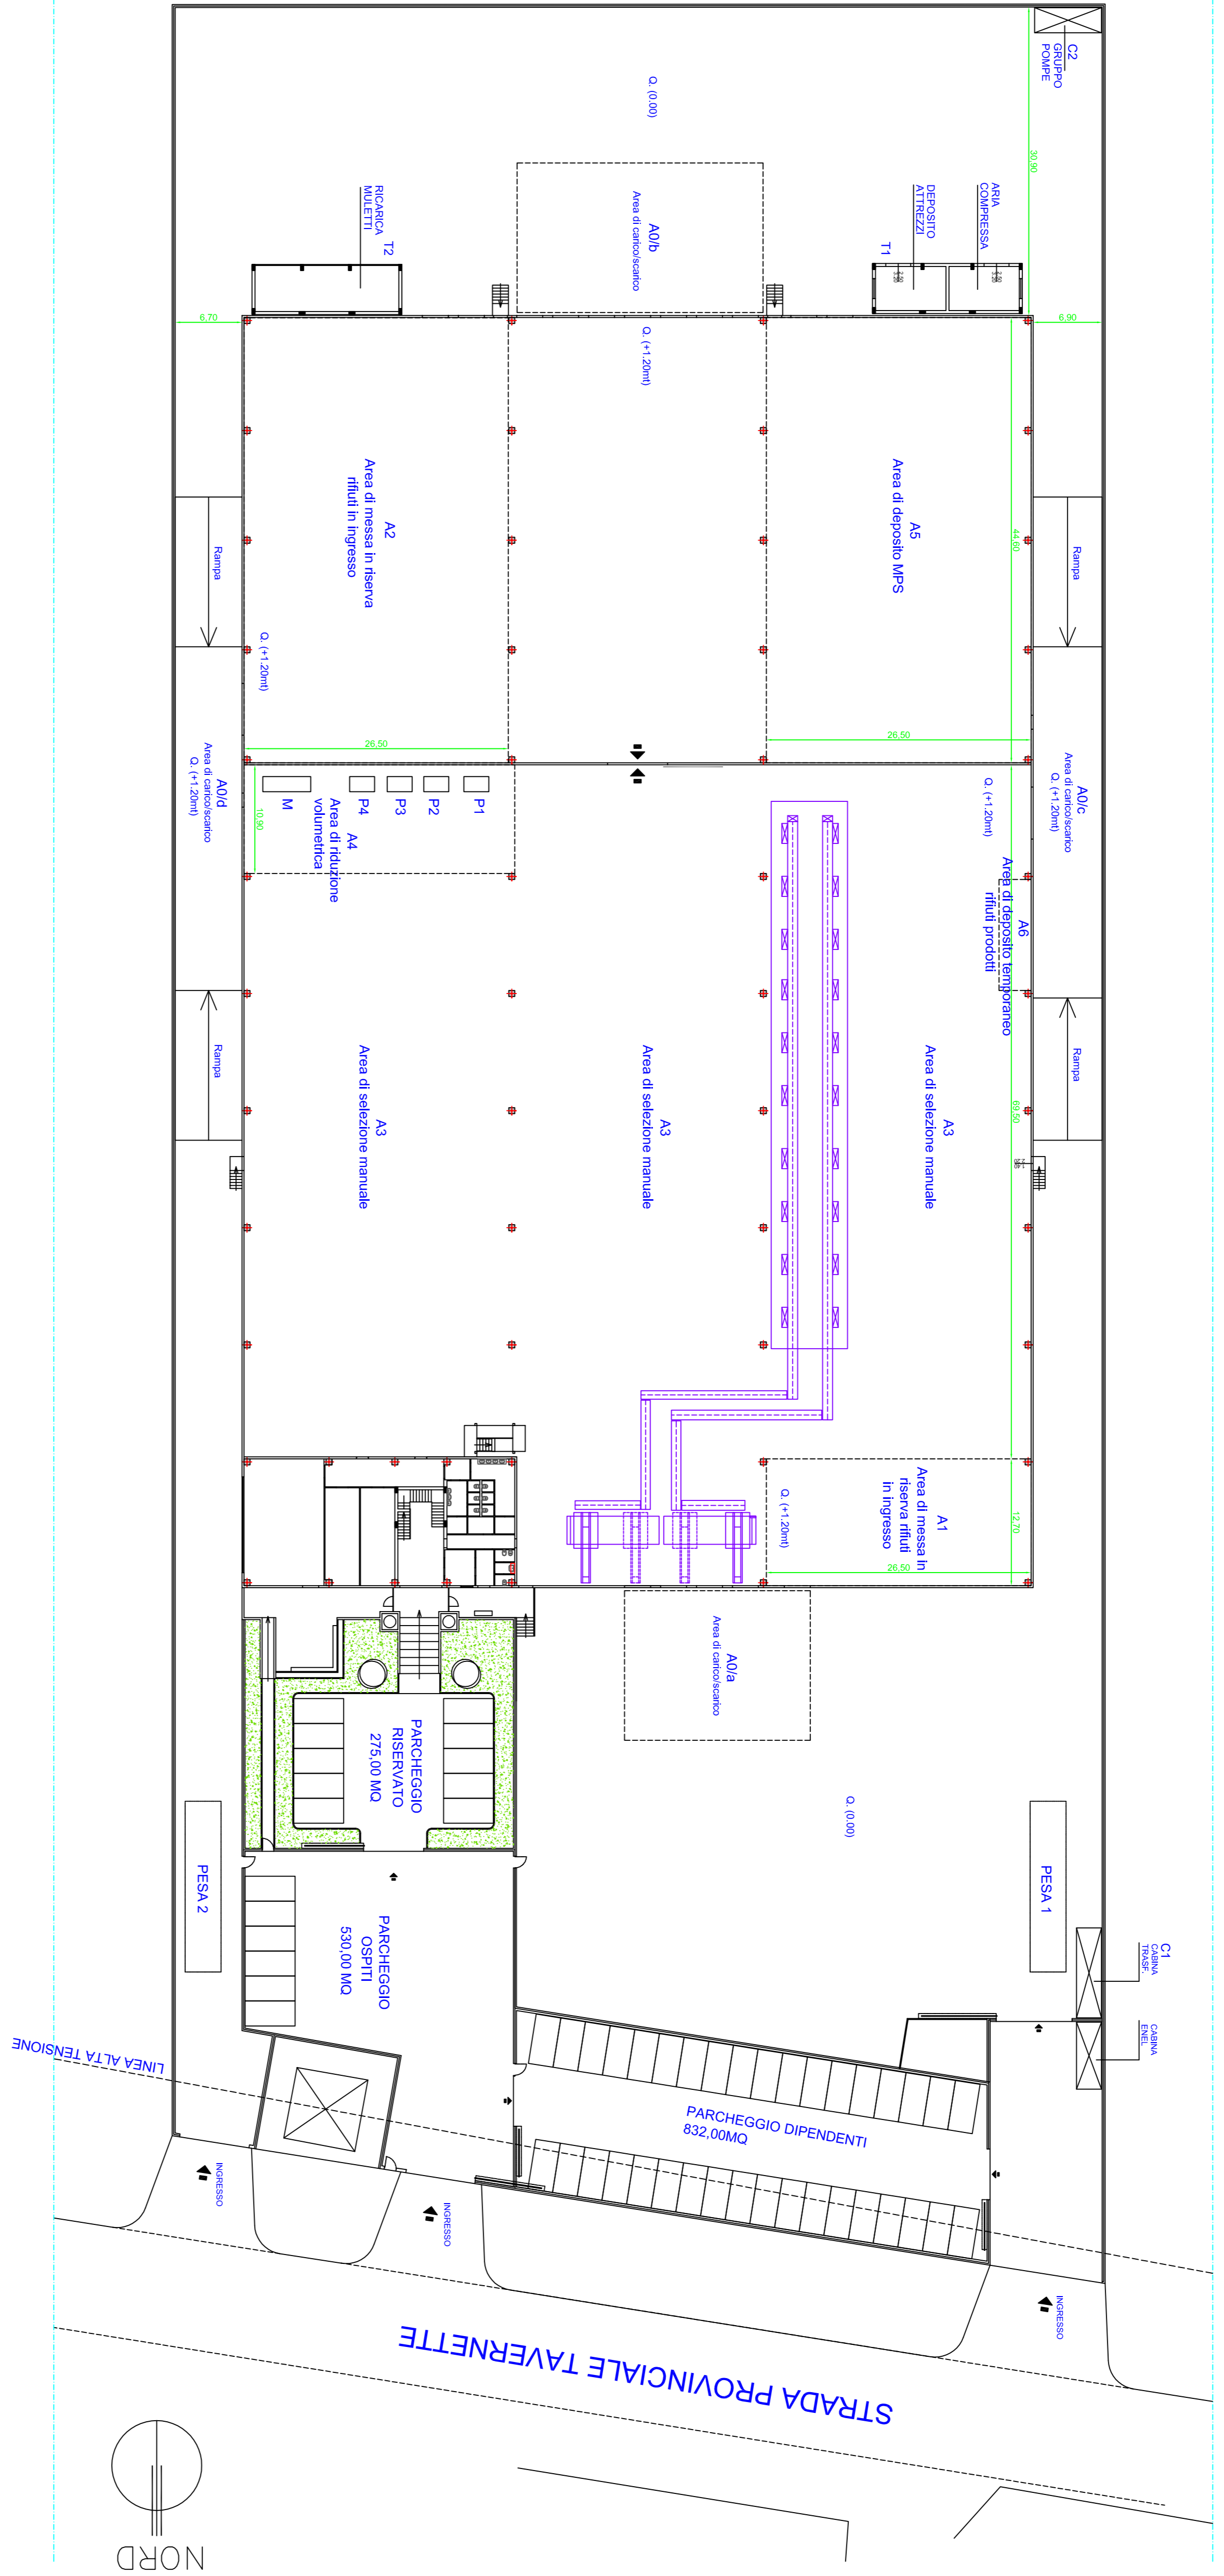 C2
GRUPPO
POMPE
Q. (0.00)
30,90
ARIA
COMPRESSA
DEPOSITO
ATTREZZI
T1
A0/b
Area di carico/scarico
RICARICA
MULETTI
T2
6,70
6,90
Q. (+1.20mt)
A2
Area di messa in riserva
rifiuti in ingresso
A5
Area di deposito MPS
44,60
Rampa
Rampa
Q. (+1.20mt)
26,50
26,50
A0/d
Area di carico/scarico
Q. (+1.20mt)
A0/c
Area di carico/scarico
Q. (+1.20mt)
M
P4
P3
P2
P1
10,90
A4
Area di riduzione
volumetrica
Q. (+1.20mt)
A6
Area di deposito temporaneo
rifiuti prodotti
Rampa
Rampa
A3
Area di selezione manuale
A3
Area di selezione manuale
A3
Area di selezione manuale
69,50
A1
Area di messa in
riserva rifiuti
in ingresso
Q. (+1.20mt)
12,70
26,50
A0/a
Area di carico/scarico
PARCHEGGIO
RISERVATO
275,00 MQ
Q. (0.00)
PESA 2
PESA 1
PARCHEGGIO
OSPITI
530,00 MQ
C1
CABINA
TRASF.
CABINA
ENEL
LINEA ALTA TENSIONE
PARCHEGGIO DIPENDENTI
832,00MQ
INGRESSO
INGRESSO
INGRESSO
STRADA PROVINCIALE TAVERNETTE
NORD